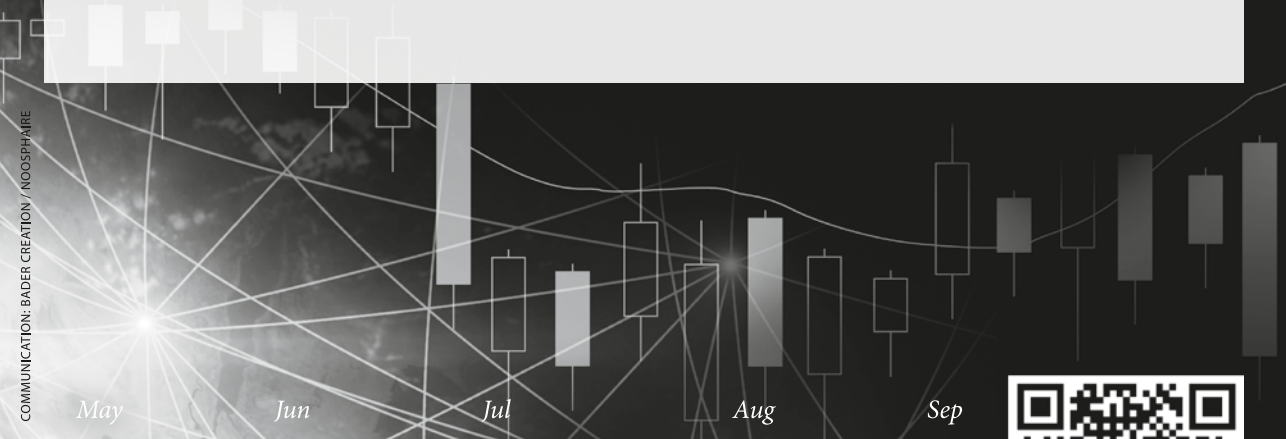 COMMUNICATION: BADER CREATION / NOOSPHAIRE
May Jun Jul Aug Sep